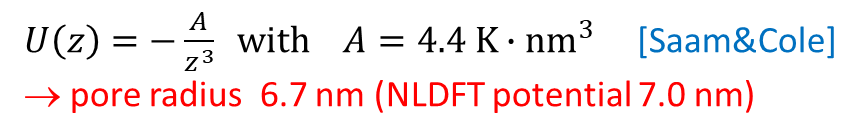 U(z) = −A/z³ with A = 4.4 K · nm³ [Saam&Cole]
→ pore radius 6.7 nm (NLDFT potential 7.0 nm)